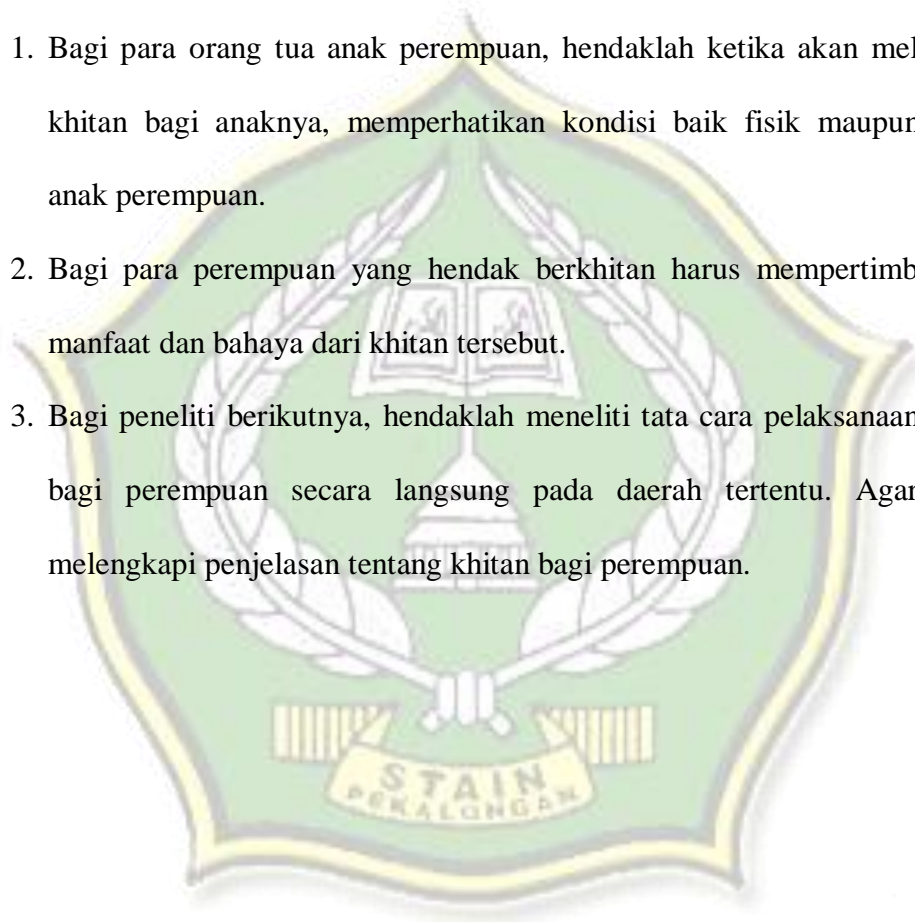 1. Bagi para orang tua anak perempuan, hendaklah ketika akan mel
khitan bagi anaknya, memperhatikan kondisi baik fisik maupun
anak perempuan.
2. Bagi para perempuan yang hendak berkhitan harus mempertimb
manfaat dan bahaya dari khitan tersebut.
3. Bagi peneliti berikutnya, hendaklah meneliti tata cara pelaksanaan
bagi perempuan secara langsung pada daerah tertentu. Agar
melengkapi penjelasan tentang khitan bagi perempuan.
STAIN
PEKALONGAN